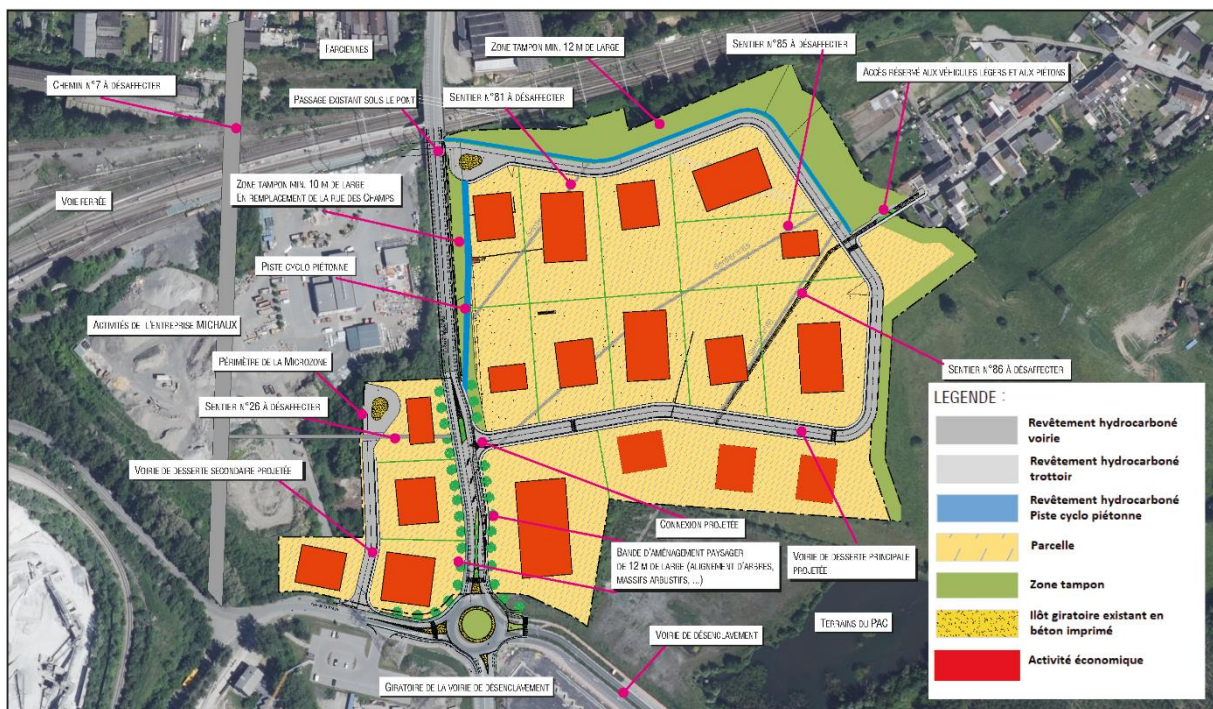 TARCIENNES
ZONE TAMPON MIN. 12 M DE LARGE
SENTIER N°85 À DÉSAFFECTER
CHEMIN N°7 À DÉSAFFECTER
ACCÈS RÉSERVÉ AUX VÉHICULES LÉGERS ET AUX PIÉTONS
PASSAGE EXISTANT SOUS LE PONT
SENTIER N°81 À DÉSAFFECTER
ZONE TAMPON MIN. 10 M DE LARGE
EN REMPLACEMENT DE LA RUE DES CHAMPS
VOIE FERRÉE
PISTE CYCLO PIÉTONNE
ACTIVITÉS DE L'ENTREPRISE MICHAUX
PÉRIMÈTRE DE LA MICROZONE
SENTIER N°26 À DÉSAFFECTER
VOIRIE DE DESSERTE SECONDAIRE PROJETÉE
SENTIER N°86 À DÉSAFFECTER
CONNEXION PROJETÉE
BANDE D'AMÉNAGEMENT PAYSAGER
DE 12 M DE LARGE (ALIGNEMENT D'ARBRES,
MASSIFS ARBUSTIFS, ...)
VOIRIE DE DESSERTE PRINCIPALE
PROJETÉE
TERRAINS DU PAC
VOIRIE DE DÉSENCLAVEMENT
GIRATOIRE DE LA VOIRIE DE DÉSENCLAVEMENT
LEGENDE :
Revêtement hydrocarboné
voirie
Revêtement hydrocarboné
trottoir
Revêtement hydrocarboné
Piste cyclo piétonne
Parcelle
Zone tampon
Ilôt giratoire existant en
béton imprimé
Activité économique